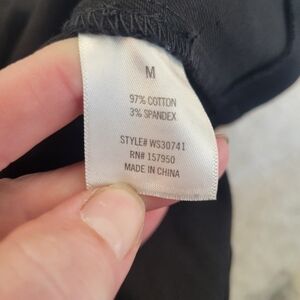 M
97% COTTON
3% SPANDEX
STYLE# WS30741
RN# 157950
MADE IN CHINA